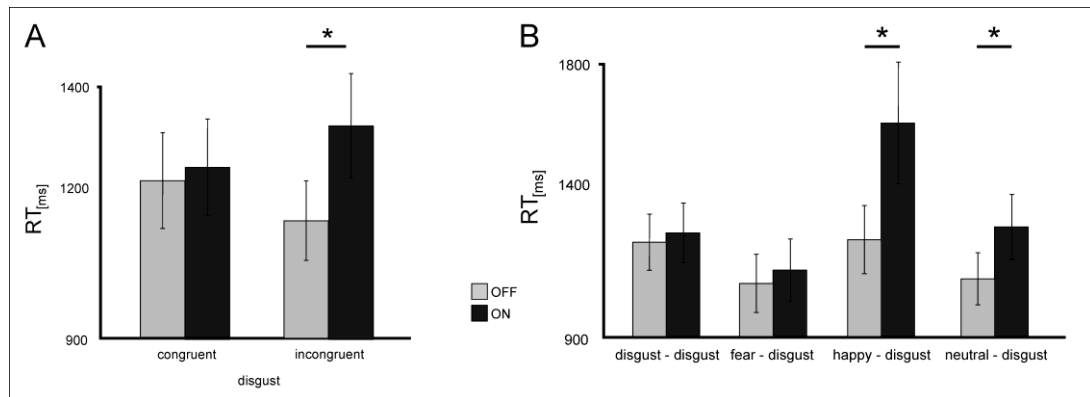 A
*
1400
1200
900
RT[ms]
congruent
incongruent
disgust
OFF
ON
B
*
*
1800
1400
900
RT[ms]
disgust - disgust
fear - disgust
happy - disgust
neutral - disgust